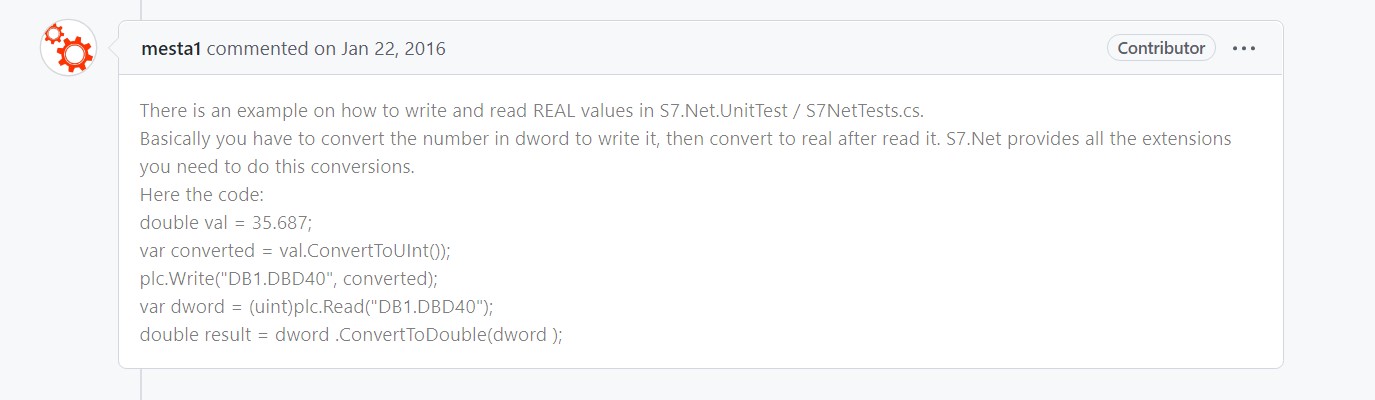 mesta1 commented on Jan 22, 2016
Contributor
There is an example on how to write and read REAL values in S7.Net.UnitTest / S7NetTests.cs.
Basically you have to convert the number in dword to write it, then convert to real after read it. S7.Net provides all the extensions
you need to do this conversions.
Here the code:
double val = 35.687;
var converted = val.ConvertToUInt());
plc.Write("DB1.DBD40", converted);
var dword = (uint)plc.Read("DB1.DBD40");
double result = dword .ConvertToDouble(dword );